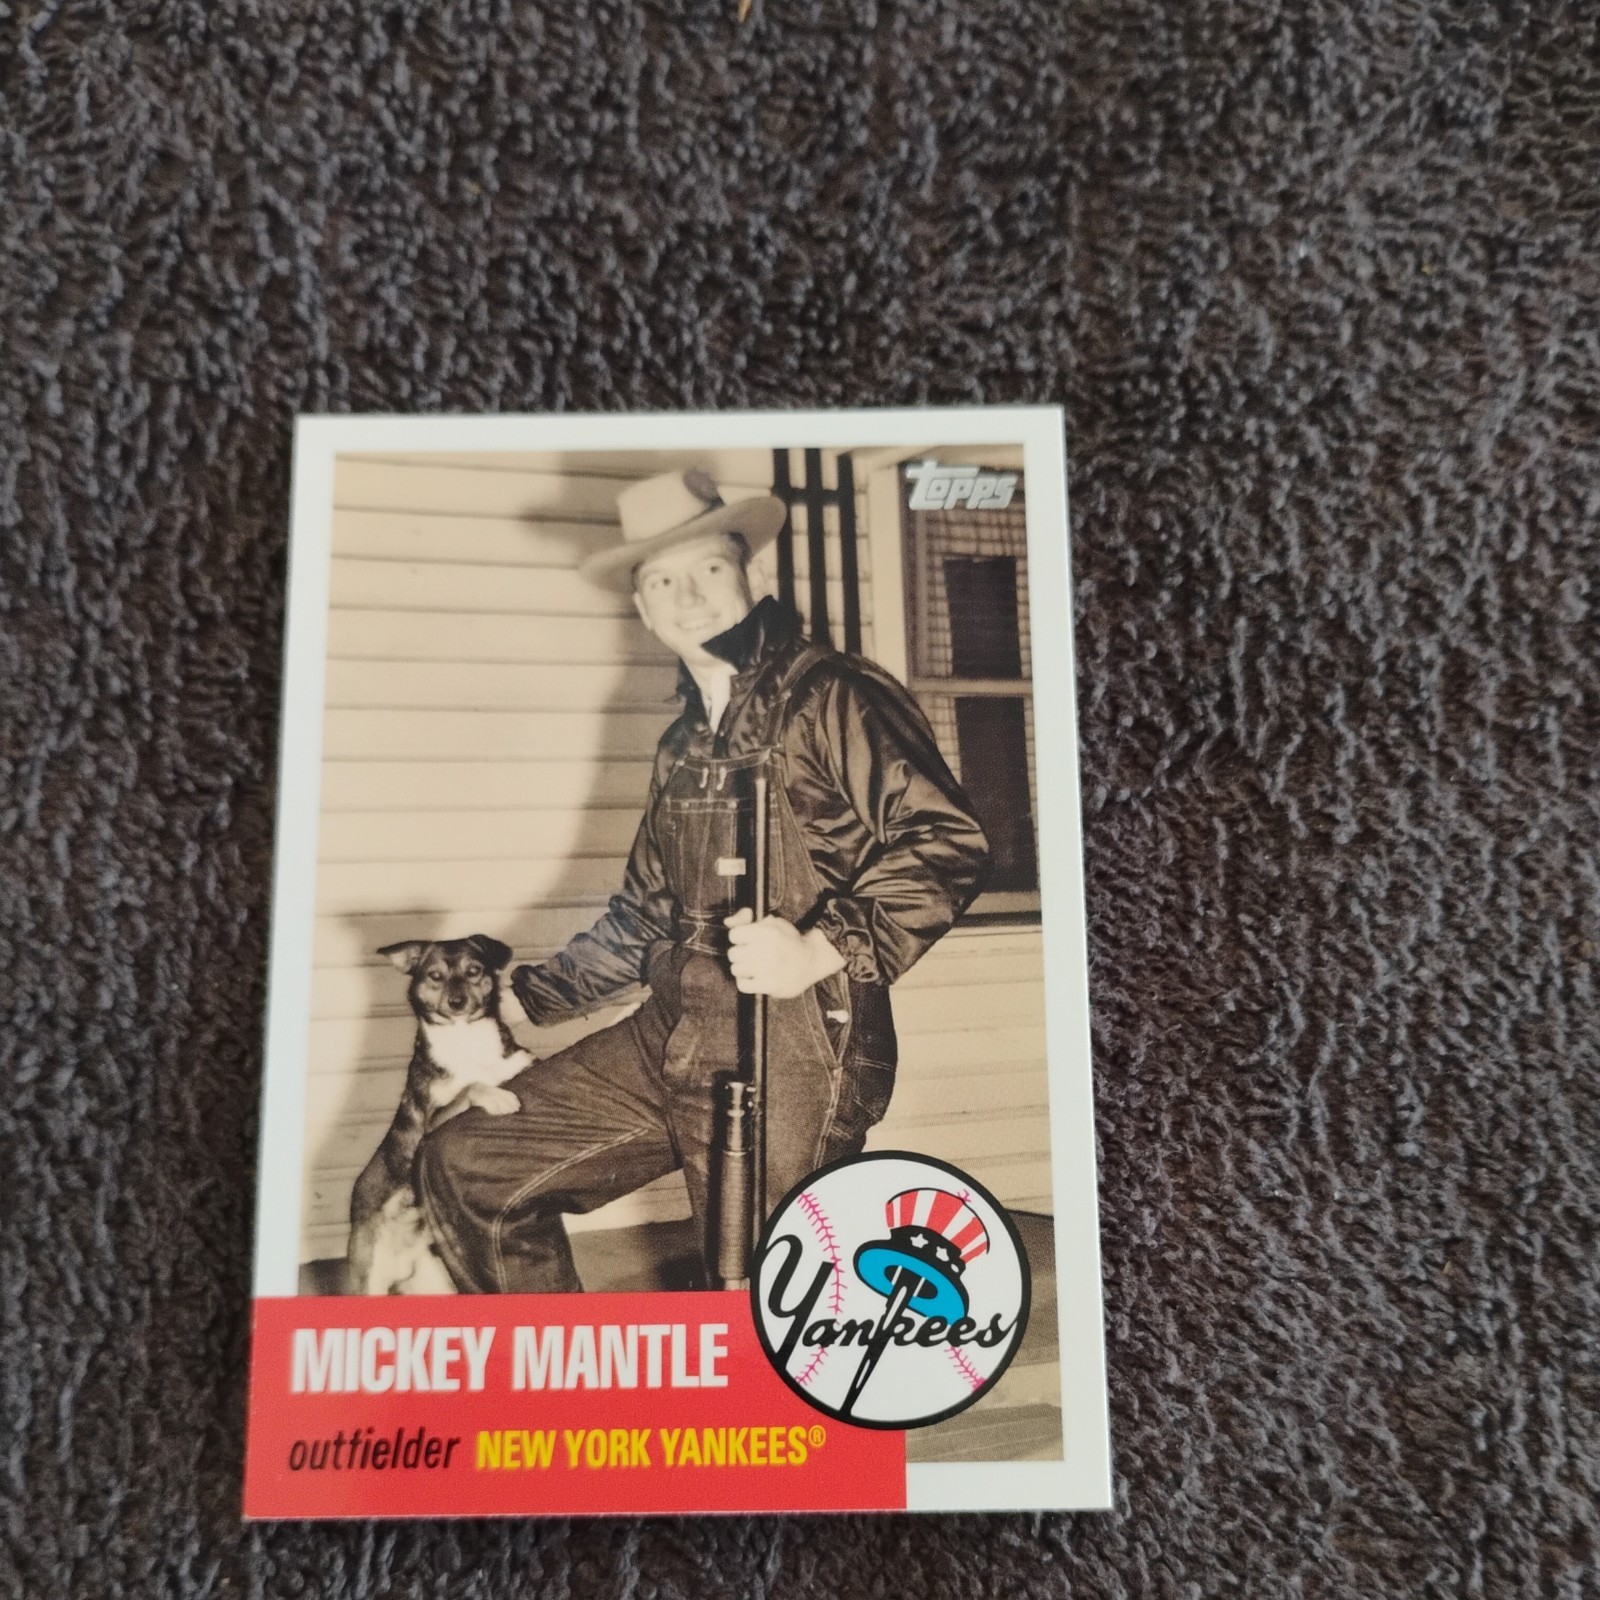 Topps
Yankees
MICKEY MANTLE
outfielder NEW YORK YANKEES®